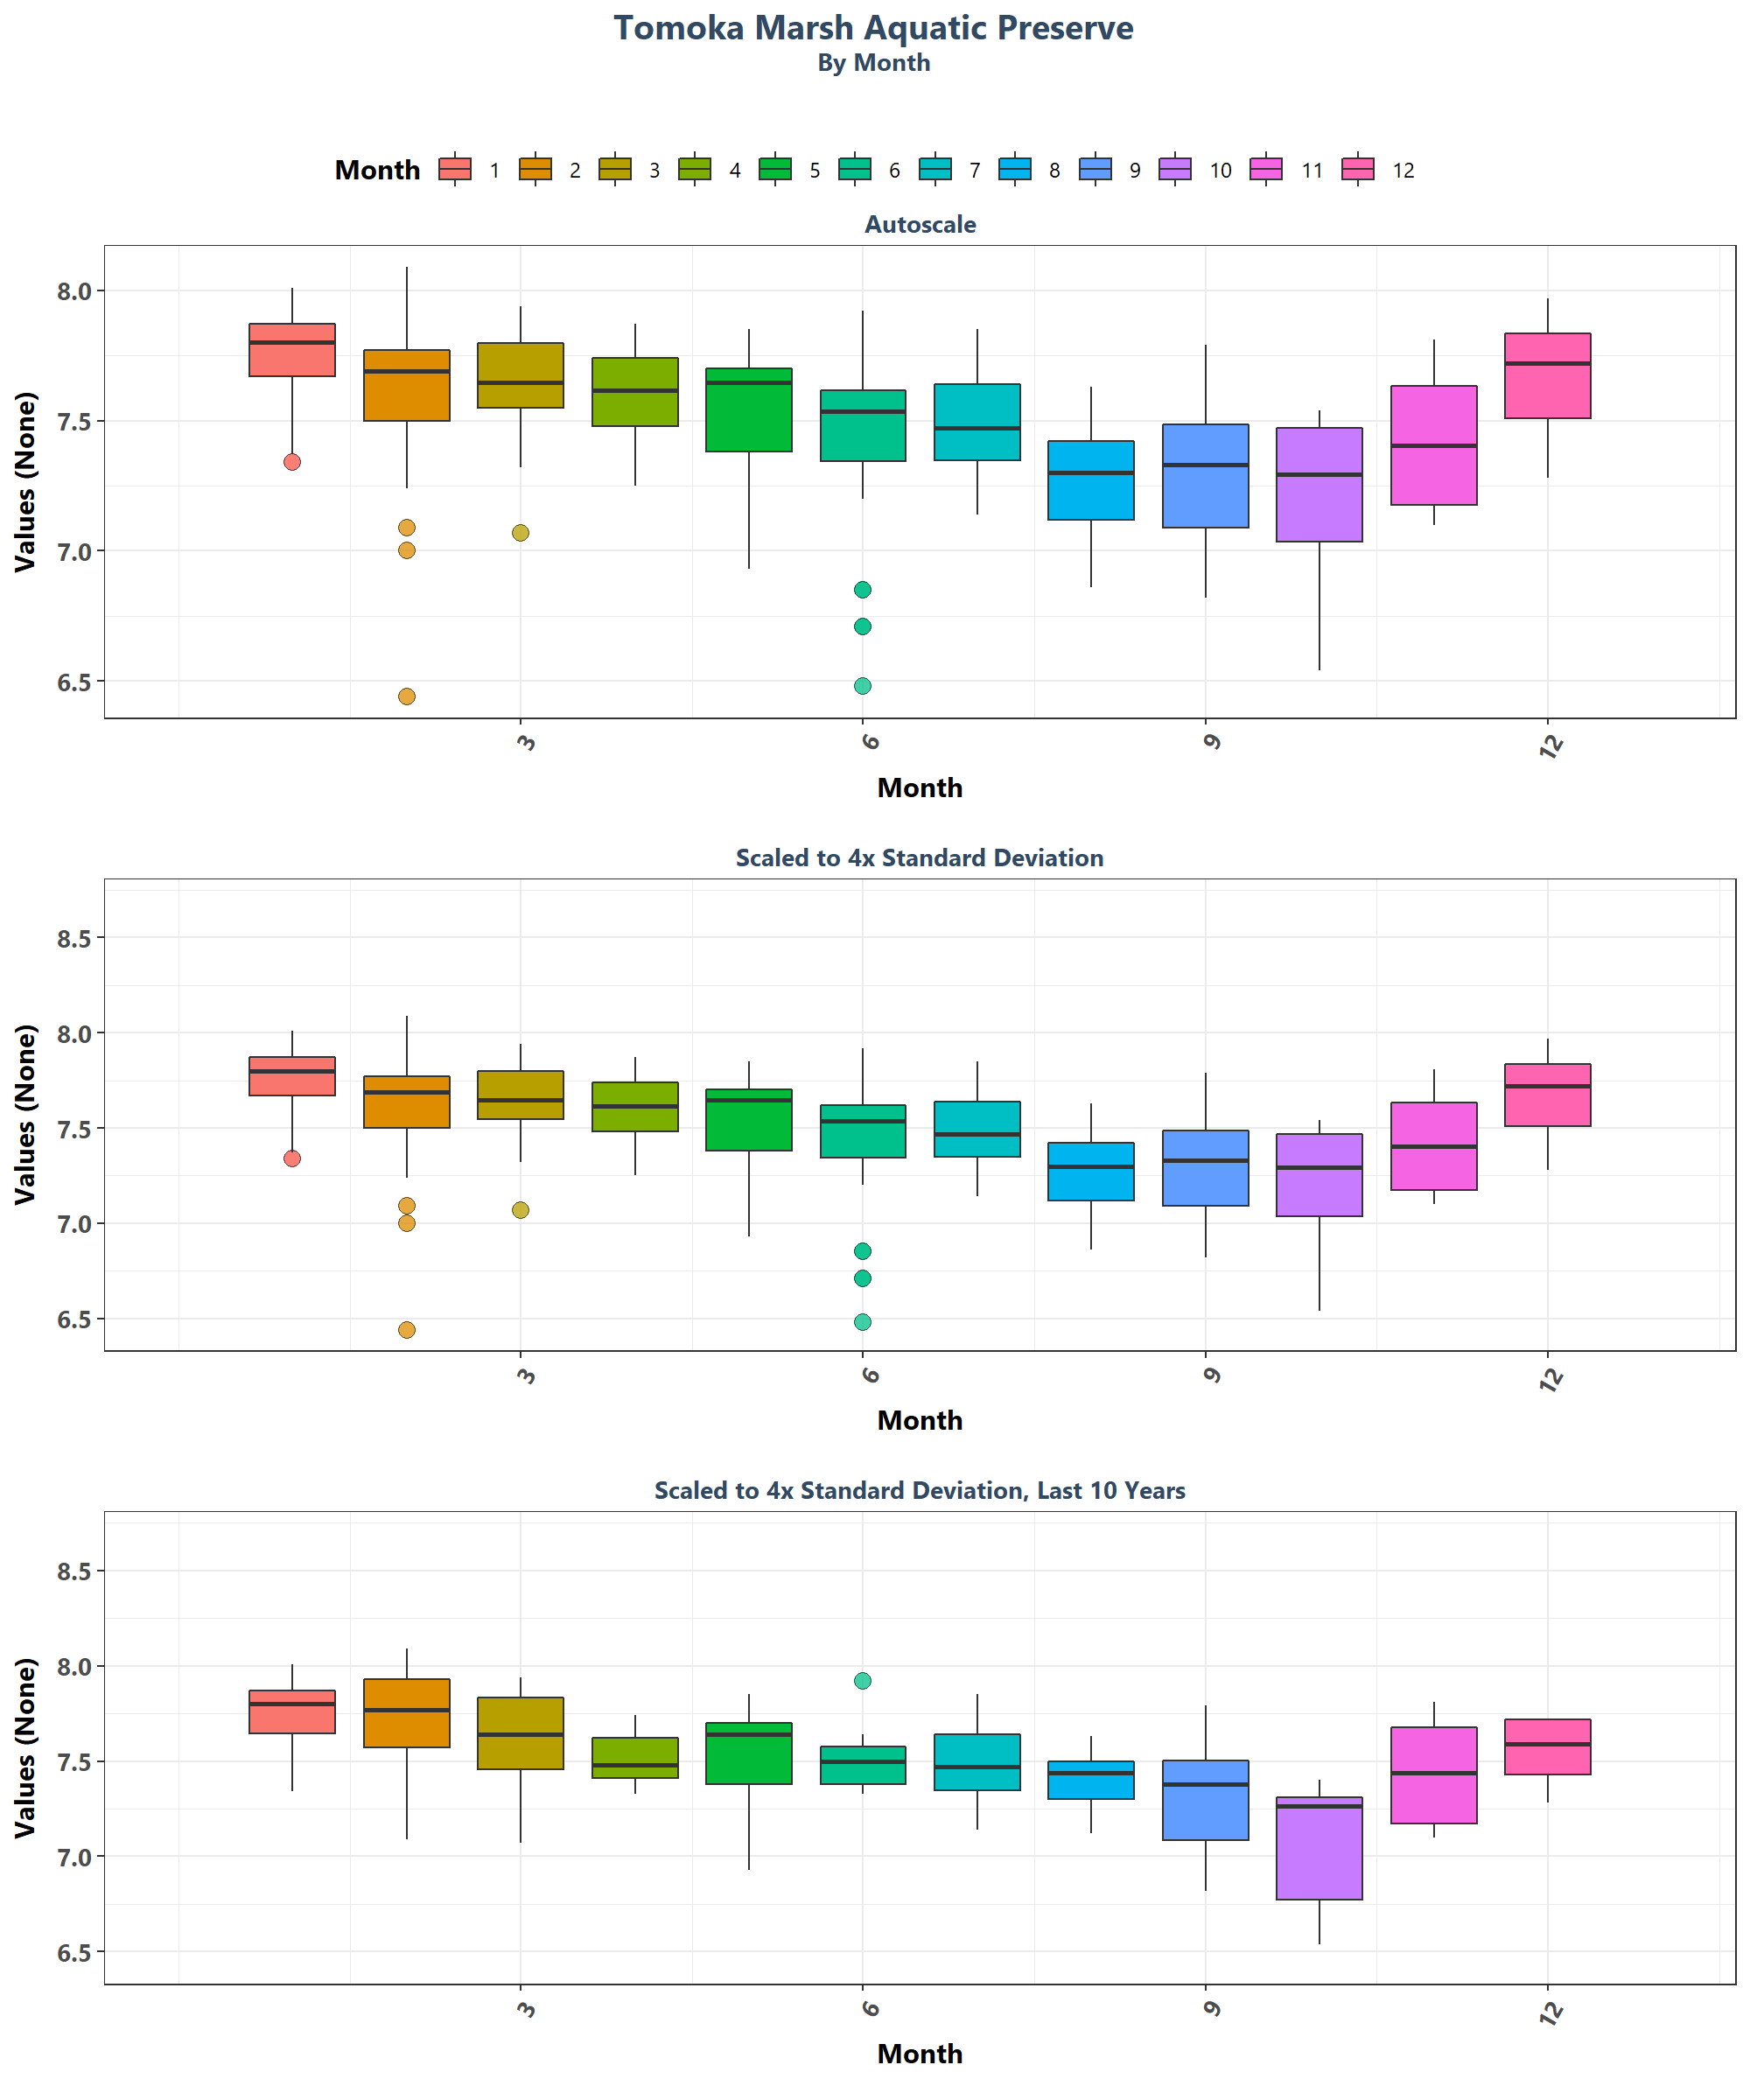 Tomoka Marsh Aquatic Preserve
By Month
Month 1 2 3 4 5 6 7 8 9 10 11 12
Autoscale
Values (None)
8.0
7.5
7.0
6.5
3 6 9 12
Month
Scaled to 4x Standard Deviation
Values (None)
8.5
8.0
7.5
7.0
6.5
3 6 9 12
Month
Scaled to 4x Standard Deviation, Last 10 Years
Values (None)
8.5
8.0
7.5
7.0
6.5
3 6 9 12
Month